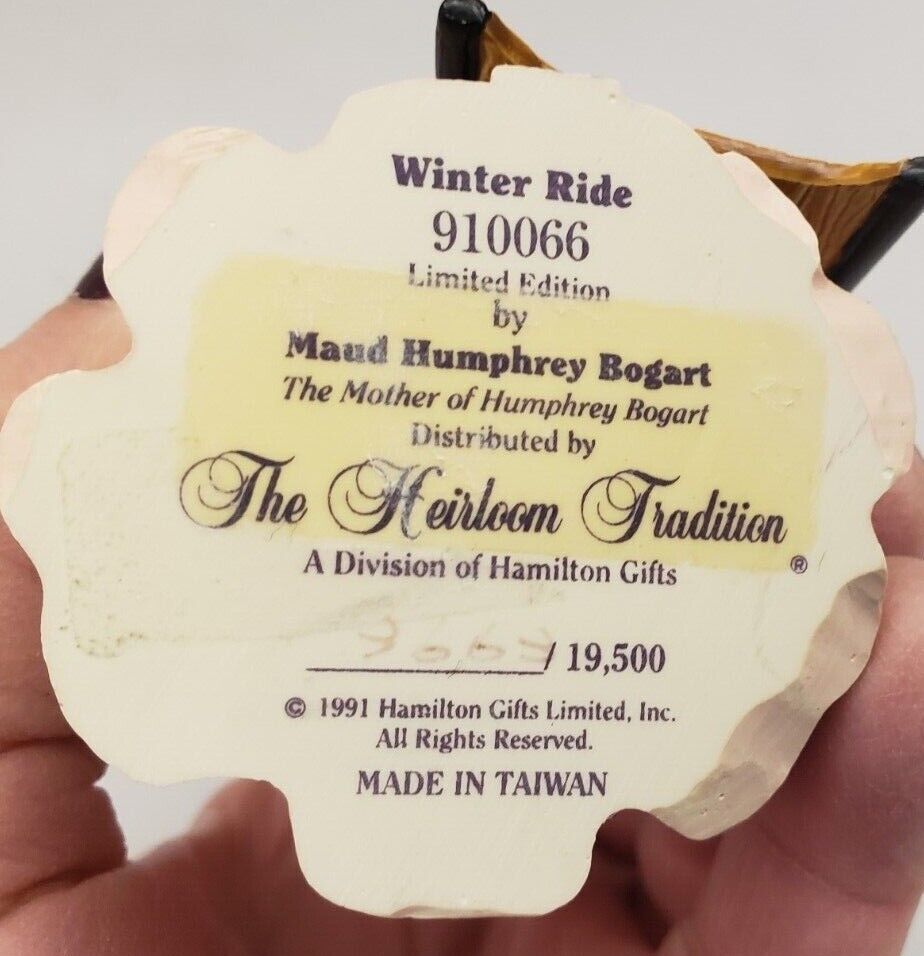 Winter Ride
910066
Limited Edition
by
Maud Humphrey Bogart
The Mother of Humphrey Bogart
Distributed by
The Heirloom Tradition
A Division of Hamilton Gifts ®
/ 19,500
© 1991 Hamilton Gifts Limited, Inc.
All Rights Reserved.
MADE IN TAIWAN